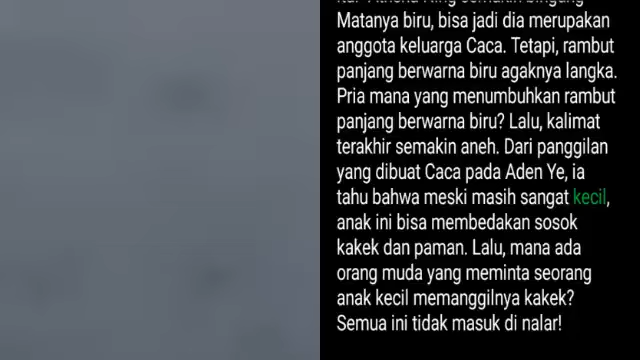 Matanya biru, bisa jadi dia merupakan
anggota keluarga Caca. Tetapi, rambut
panjang berwarna biru agaknya langka.
Pria mana yang menumbuhkan rambut
panjang berwarna biru? Lalu, kalimat
terakhir semakin aneh. Dari panggilan
yang dibuat Caca pada Aden Ye, ia
tahu bahwa meski masih sangat kecil,
anak ini bisa membedakan sosok
kakek dan paman. Lalu, mana ada
orang muda yang meminta seorang
anak kecil memanggilnya kakek?
Semua ini tidak masuk di nalar!